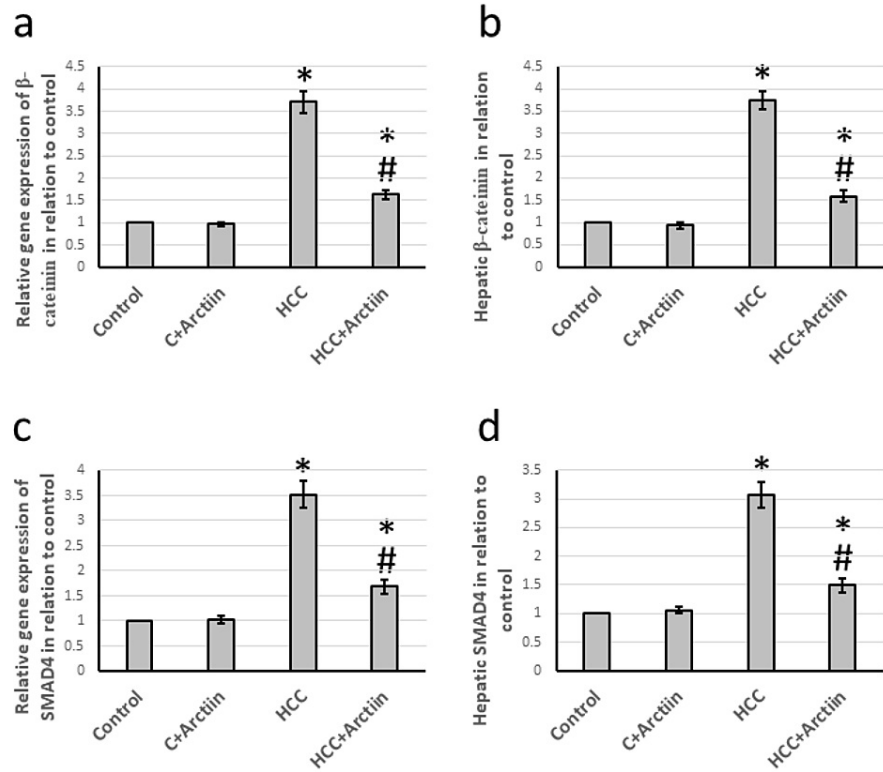 a
Relative gene expression of β-
cateinin in relation to control
4.5
4
3.5
3
2.5
2
1.5
1
0.5
0
*
*
#
Control
C+Arctiin
HCC
HCC+Arctiin
b
Hepatic β-cateinin in relation
to control
4.5
4
3.5
3
2.5
2
1.5
1
0.5
0
*
*
#
Control
C+Arctiin
HCC
HCC+Arctiin
c
Relative gene expression of
SMAD4 in relation to control
4
3.5
3
2.5
2
1.5
1
0.5
0
*
*
#
Control
C+Arctiin
HCC
HCC+Arctiin
d
Hepatic SMAD4 in relation to
control
3.5
3
2.5
2
1.5
1
0.5
0
*
*
#
Control
C+Arctiin
HCC
HCC+Arctiin